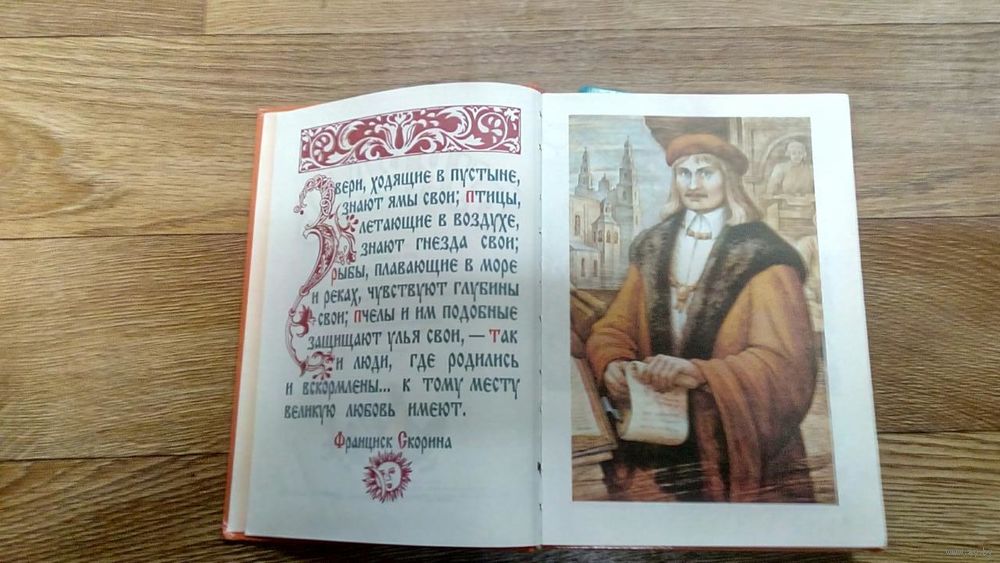 Звери, ходящие в пустыне,
знают ямы свои; птицы,
летающие в воздухе,
знают гнезда свои;
рыбы, плавающие в море
и реках, чувствуют глубины
свои; пчелы и им подобные
защищают улья свои, — так
и люди, где родились
и вскормлены... к тому месту
великую любовь имеют.
Франциск Скорина